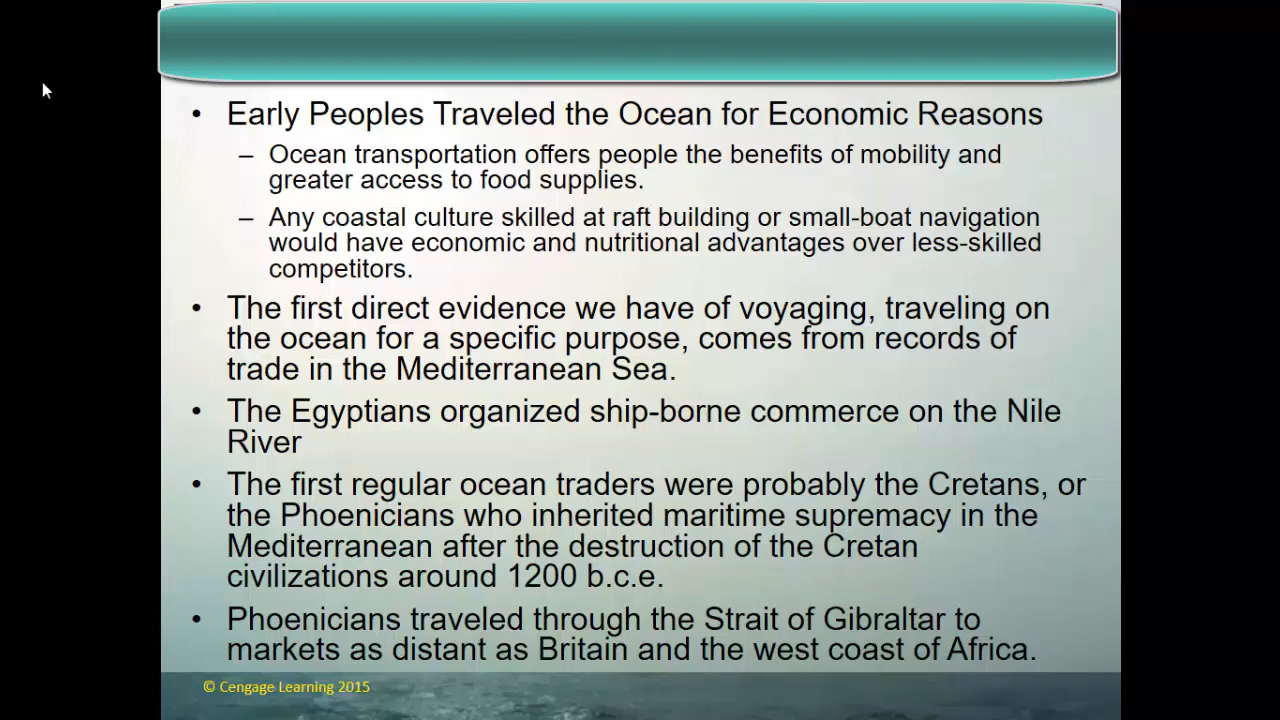 • Early Peoples Traveled the Ocean for Economic Reasons
– Ocean transportation offers people the benefits of mobility and
greater access to food supplies.
– Any coastal culture skilled at raft building or small-boat navigation
would have economic and nutritional advantages over less-skilled
competitors.
• The first direct evidence we have of voyaging, traveling on
the ocean for a specific purpose, comes from records of
trade in the Mediterranean Sea.
• The Egyptians organized ship-borne commerce on the Nile
River
• The first regular ocean traders were probably the Cretans, or
the Phoenicians who inherited maritime supremacy in the
Mediterranean after the destruction of the Cretan
civilizations around 1200 b.c.e.
• Phoenicians traveled through the Strait of Gibraltar to
markets as distant as Britain and the west coast of Africa.
© Cengage Learning 2015